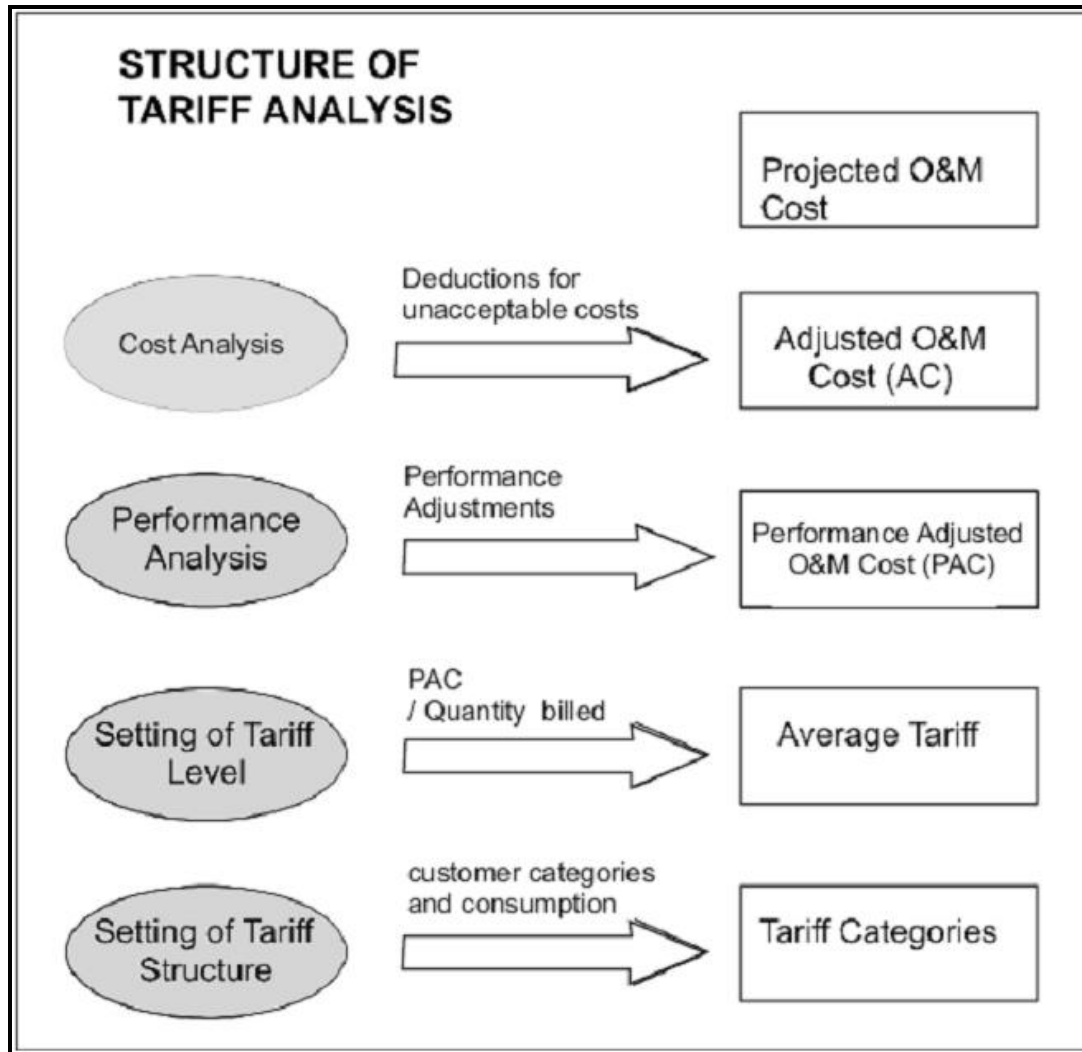 STRUCTURE OF
TARIFF ANALYSIS
Projected O&M
Cost
Cost Analysis
Deductions for
unacceptable costs
Adjusted O&M
Cost (AC)
Performance
Analysis
Performance
Adjustments
Performance Adjusted
O&M Cost (PAC)
Setting of Tariff
Level
PAC
/ Quantity billed
Average Tariff
Setting of Tariff
Structure
customer categories
and consumption
Tariff Categories